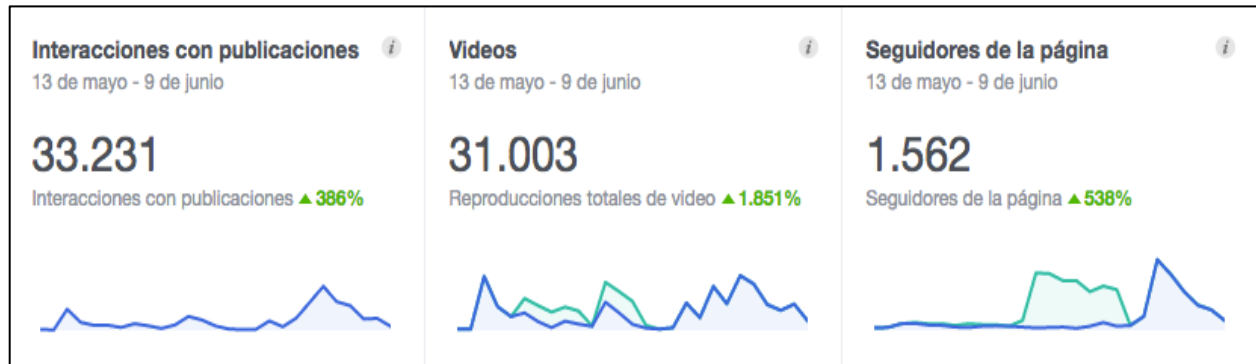 Interacciones con publicaciones i
13 de mayo - 9 de junio
33.231
Interacciones con publicaciones ▲ 386%
Videos i
13 de mayo - 9 de junio
31.003
Reproducciones totales de video ▲ 1.851%
Seguidores de la página i
13 de mayo - 9 de junio
1.562
Seguidores de la página ▲ 538%